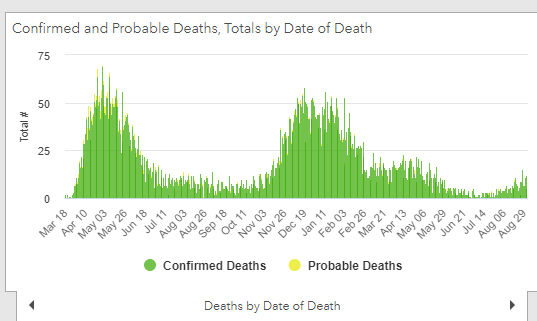 Confirmed and Probable Deaths, Totals by Date of Death
75
50
25
0
Total #
Mar 18
Apr 10
May 03
May 26
Jun 18
Jul 11
Aug 03
Aug 26
Sep 18
Oct 11
Nov 03
Nov 26
Dec 19
Jan 11
Feb 03
Feb 26
Mar 21
Apr 13
May 06
May 29
Jun 21
Jul 14
Aug 06
Aug 29
Confirmed Deaths Probable Deaths
Deaths by Date of Death